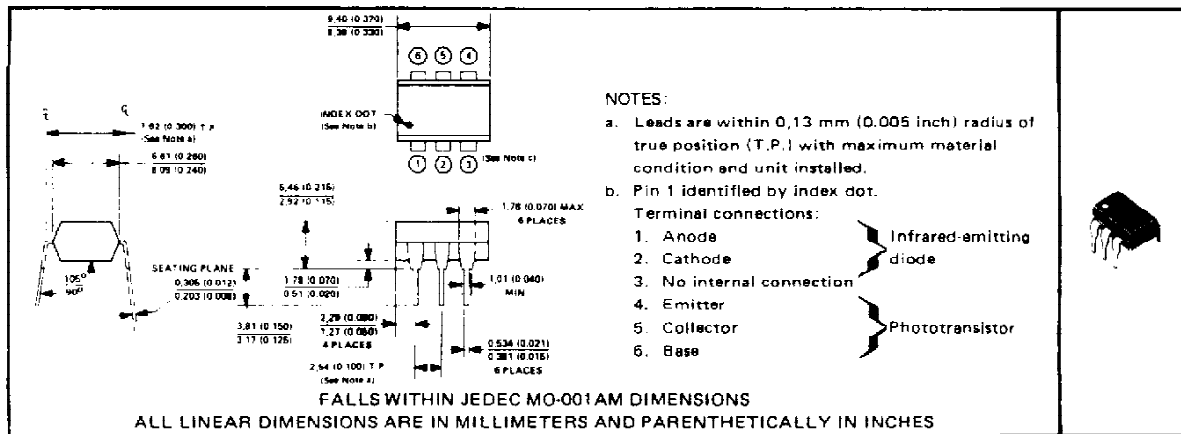 9,40 (0.370)
8,38 (0.330)
6 5 4
INDEX DOT
(See Note b)
1 2 3 (See Note c)
7,62 (0.300) T.P
(See Note a)
6,61 (0.260)
6,09 (0.240)
5,46 (0.215)
2,92 (0.115)
1,78 (0.070) MAX
6 PLACES
105°
90°
SEATING PLANE
0,305 (0.012)
0,203 (0.008)
1,78 (0.070)
0,51 (0.020)
1,01 (0.040)
MIN
3,81 (0.150)
3,17 (0.125)
2,29 (0.090)
1,27 (0.050)
4 PLACES
0,534 (0.021)
0,381 (0.015)
6 PLACES
2,54 (0.100) T P
(See Note a)
NOTES:
a. Leads are within 0,13 mm (0.005 inch) radius of
true position (T.P.) with maximum material
condition and unit installed.
b. Pin 1 identified by index dot.
Terminal connections:
1. Anode
2. Cathode
Infrared-emitting
diode
3. No internal connection
4. Emitter
5. Collector
6. Base
Phototransistor
FALLS WITHIN JEDEC MO-001AM DIMENSIONS
ALL LINEAR DIMENSIONS ARE IN MILLIMETERS AND PARENTHETICALLY IN INCHES